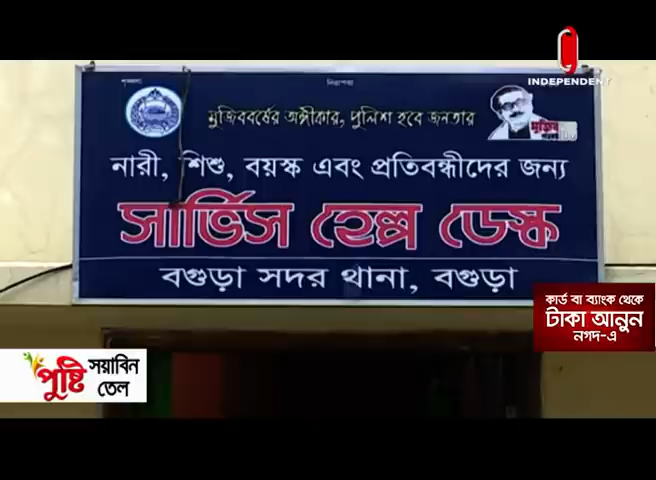 INDEPENDENT
মুজিববর্ষের অঙ্গীকার, পুলিশ হবে জনতার
নারী, শিশু, বয়স্ক এবং প্রতিবন্ধীদের জন্য
সার্ভিস হেল্প ডেস্ক
বগুড়া সদর থানা, বগুড়া
কার্ড বা ব্যাংক থেকে
টাকা আনুন
নগদ-এ
পুষ্টি সয়াবিন
তেল